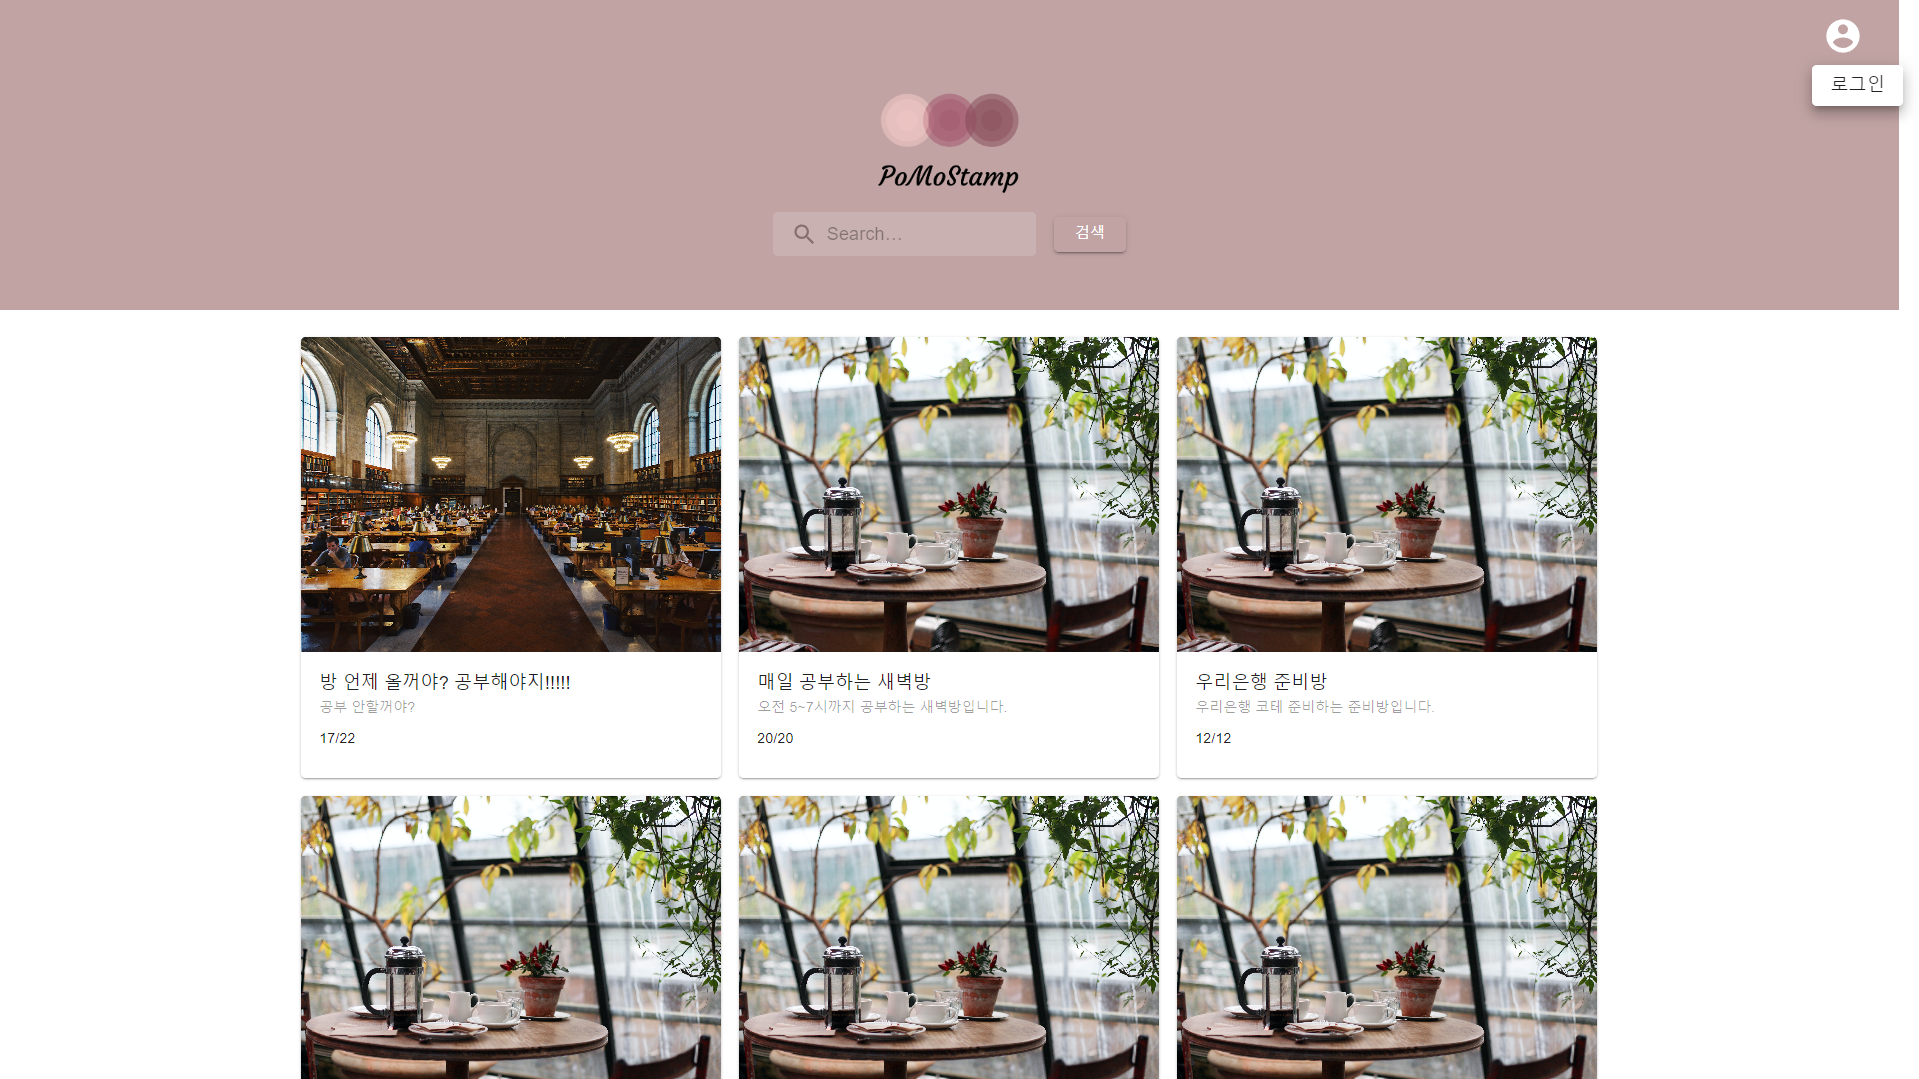 로그인
PoMoStamp
Search...
검색
방 언제 올꺼야? 공부해야지!!!!!
공부 안할꺼야?
17/22
매일 공부하는 새벽방
오전 5~7시까지 공부하는 새벽방입니다.
20/20
우리은행 준비방
우리은행 코테 준비하는 준비방입니다.
12/12